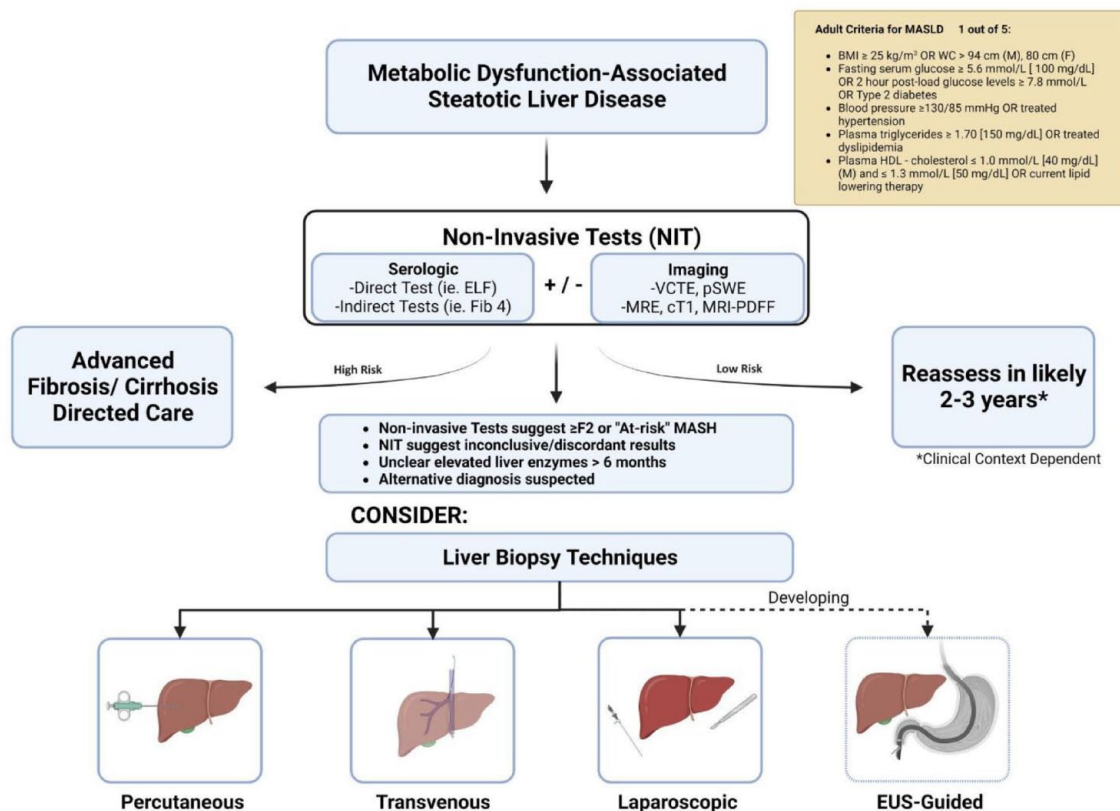 Adult Criteria for MASLD 1 out of 5:
• BMI ≥ 25 kg/m³ OR WC > 94 cm (M), 80 cm (F)
• Fasting serum glucose ≥ 5.6 mmol/L [ 100 mg/dL]
OR 2 hour post-load glucose levels ≥ 7.8 mmol/L
OR Type 2 diabetes
• Blood pressure ≥130/85 mmHg OR treated
hypertension
• Plasma triglycerides ≥ 1.70 [150 mg/dL] OR treated
dyslipidemia
• Plasma HDL - cholesterol ≤ 1.0 mmol/L [40 mg/dL]
(M) and ≤ 1.3 mmol/L [50 mg/dL] OR current lipid
lowering therapy
Metabolic Dysfunction-Associated
Steatotic Liver Disease
Non-Invasive Tests (NIT)
Serologic
-Direct Test (ie. ELF)
-Indirect Tests (ie. Fib 4)
+ / -
Imaging
-VCTE, pSWE
-MRE, cT1, MRI-PDFF
Advanced
Fibrosis/ Cirrhosis
Directed Care
High Risk
Low Risk
Reassess in likely
2-3 years*
*Clinical Context Dependent
• Non-invasive Tests suggest ≥F2 or "At-risk" MASH
• NIT suggest inconclusive/discordant results
• Unclear elevated liver enzymes > 6 months
• Alternative diagnosis suspected
CONSIDER:
Liver Biopsy Techniques
Developing
Percutaneous
Transvenous
Laparoscopic
EUS-Guided